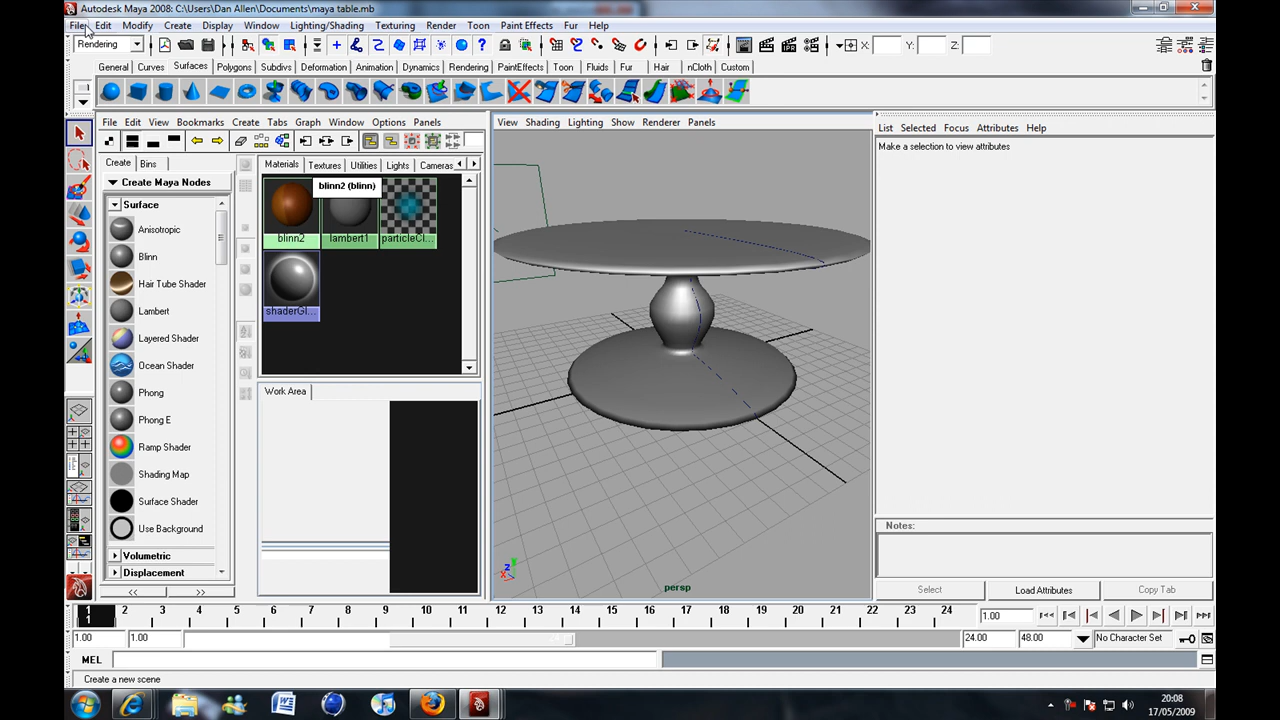 Autodesk Maya 2008: C:\Users\Dan Allen\Documents\maya table.mb
File Edit Modify Create Display Window Lighting/Shading Texturing Render Toon Paint Effects Fur Help
Rendering X: Y: Z:
General Curves Surfaces Polygons Subdivs Deformation Animation Dynamics Rendering PaintEffects Toon Fluids Fur Hair nCloth Custom
File Edit View Bookmarks Create Tabs Graph Window Options Panels
View Shading Lighting Show Renderer Panels
List Selected Focus Attributes Help
Make a selection to view attributes
Create Bins
Materials Textures Utilities Lights Cameras
Create Maya Nodes
blinn2 (blinn)
Surface
Anisotropic
blinn2 lambert1 particleCl...
Blinn
Hair Tube Shader
Lambert
shaderGl...
Layered Shader
Ocean Shader
Phong
Work Area
Phong E
Ramp Shader
Shading Map
Surface Shader
Use Background
Volumetric
Displacement
<< >>
z y x
persp
Notes:
Select Load Attributes Copy Tab
1 2 3 4 5 6 7 8 9 10 11 12 13 14 15 16 17 18 19 20 21 22 23 24
1 1.00
1.00 1.00 24.00 48.00 No Character Set
MEL
Create a new scene
20:08
17/05/2009